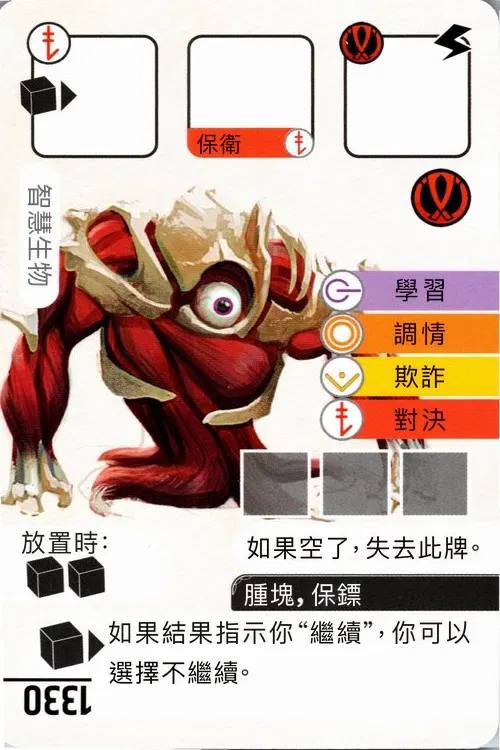 保衛
智慧生物
學習
調情
欺詐
對決
放置時:
如果空了,失去此牌。
腫塊,保鏢
如果結果指示你“繼續”,你可以
選擇不繼續。
1330